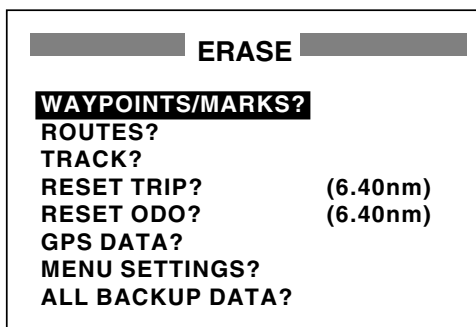 ERASE
WAYPOINTS/MARKS?
ROUTES?
TRACK?
RESET TRIP? (6.40nm)
RESET ODO? (6.40nm)
GPS DATA?
MENU SETTINGS?
ALL BACKUP DATA?